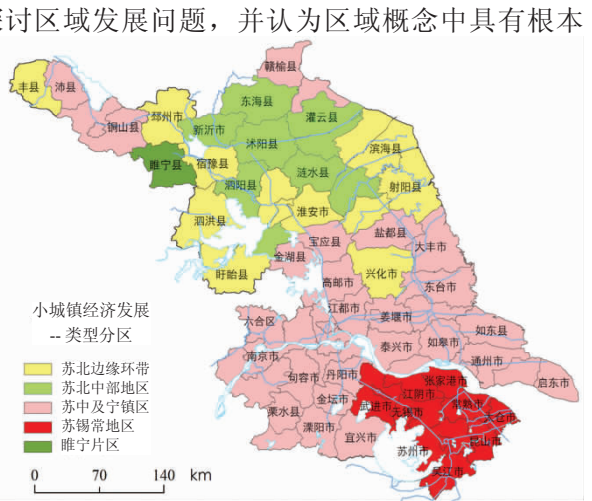 探讨区域发展问题，并认为区域概念中具有根本
赣榆县
丰县
沛县
铜山县
邳州市
东海县
灌云县
新沂市
沭阳县
滨海县
睢宁县
宿豫县
涟水县
泗阳县
射阳县
淮安市
泗洪县
盐都县
宝应县
大丰市
金湖县
盱眙县
兴化市
高邮市
东台市
江都市
姜堰市
六合区
如东县
泰兴市
如皋市
南京市
通州市
句容市
丹阳市
张家港市
启东市
江阴市
金坛市
武进市
无锡市
常熟市
太仓市
溧水县
溧阳市
宜兴市
苏州市
昆山市
吴江市
小城镇经济发展
-- 类型分区
苏北边缘环带
苏北中部地区
苏中及宁镇区
苏锡常地区
睢宁片区
0 70 140 km